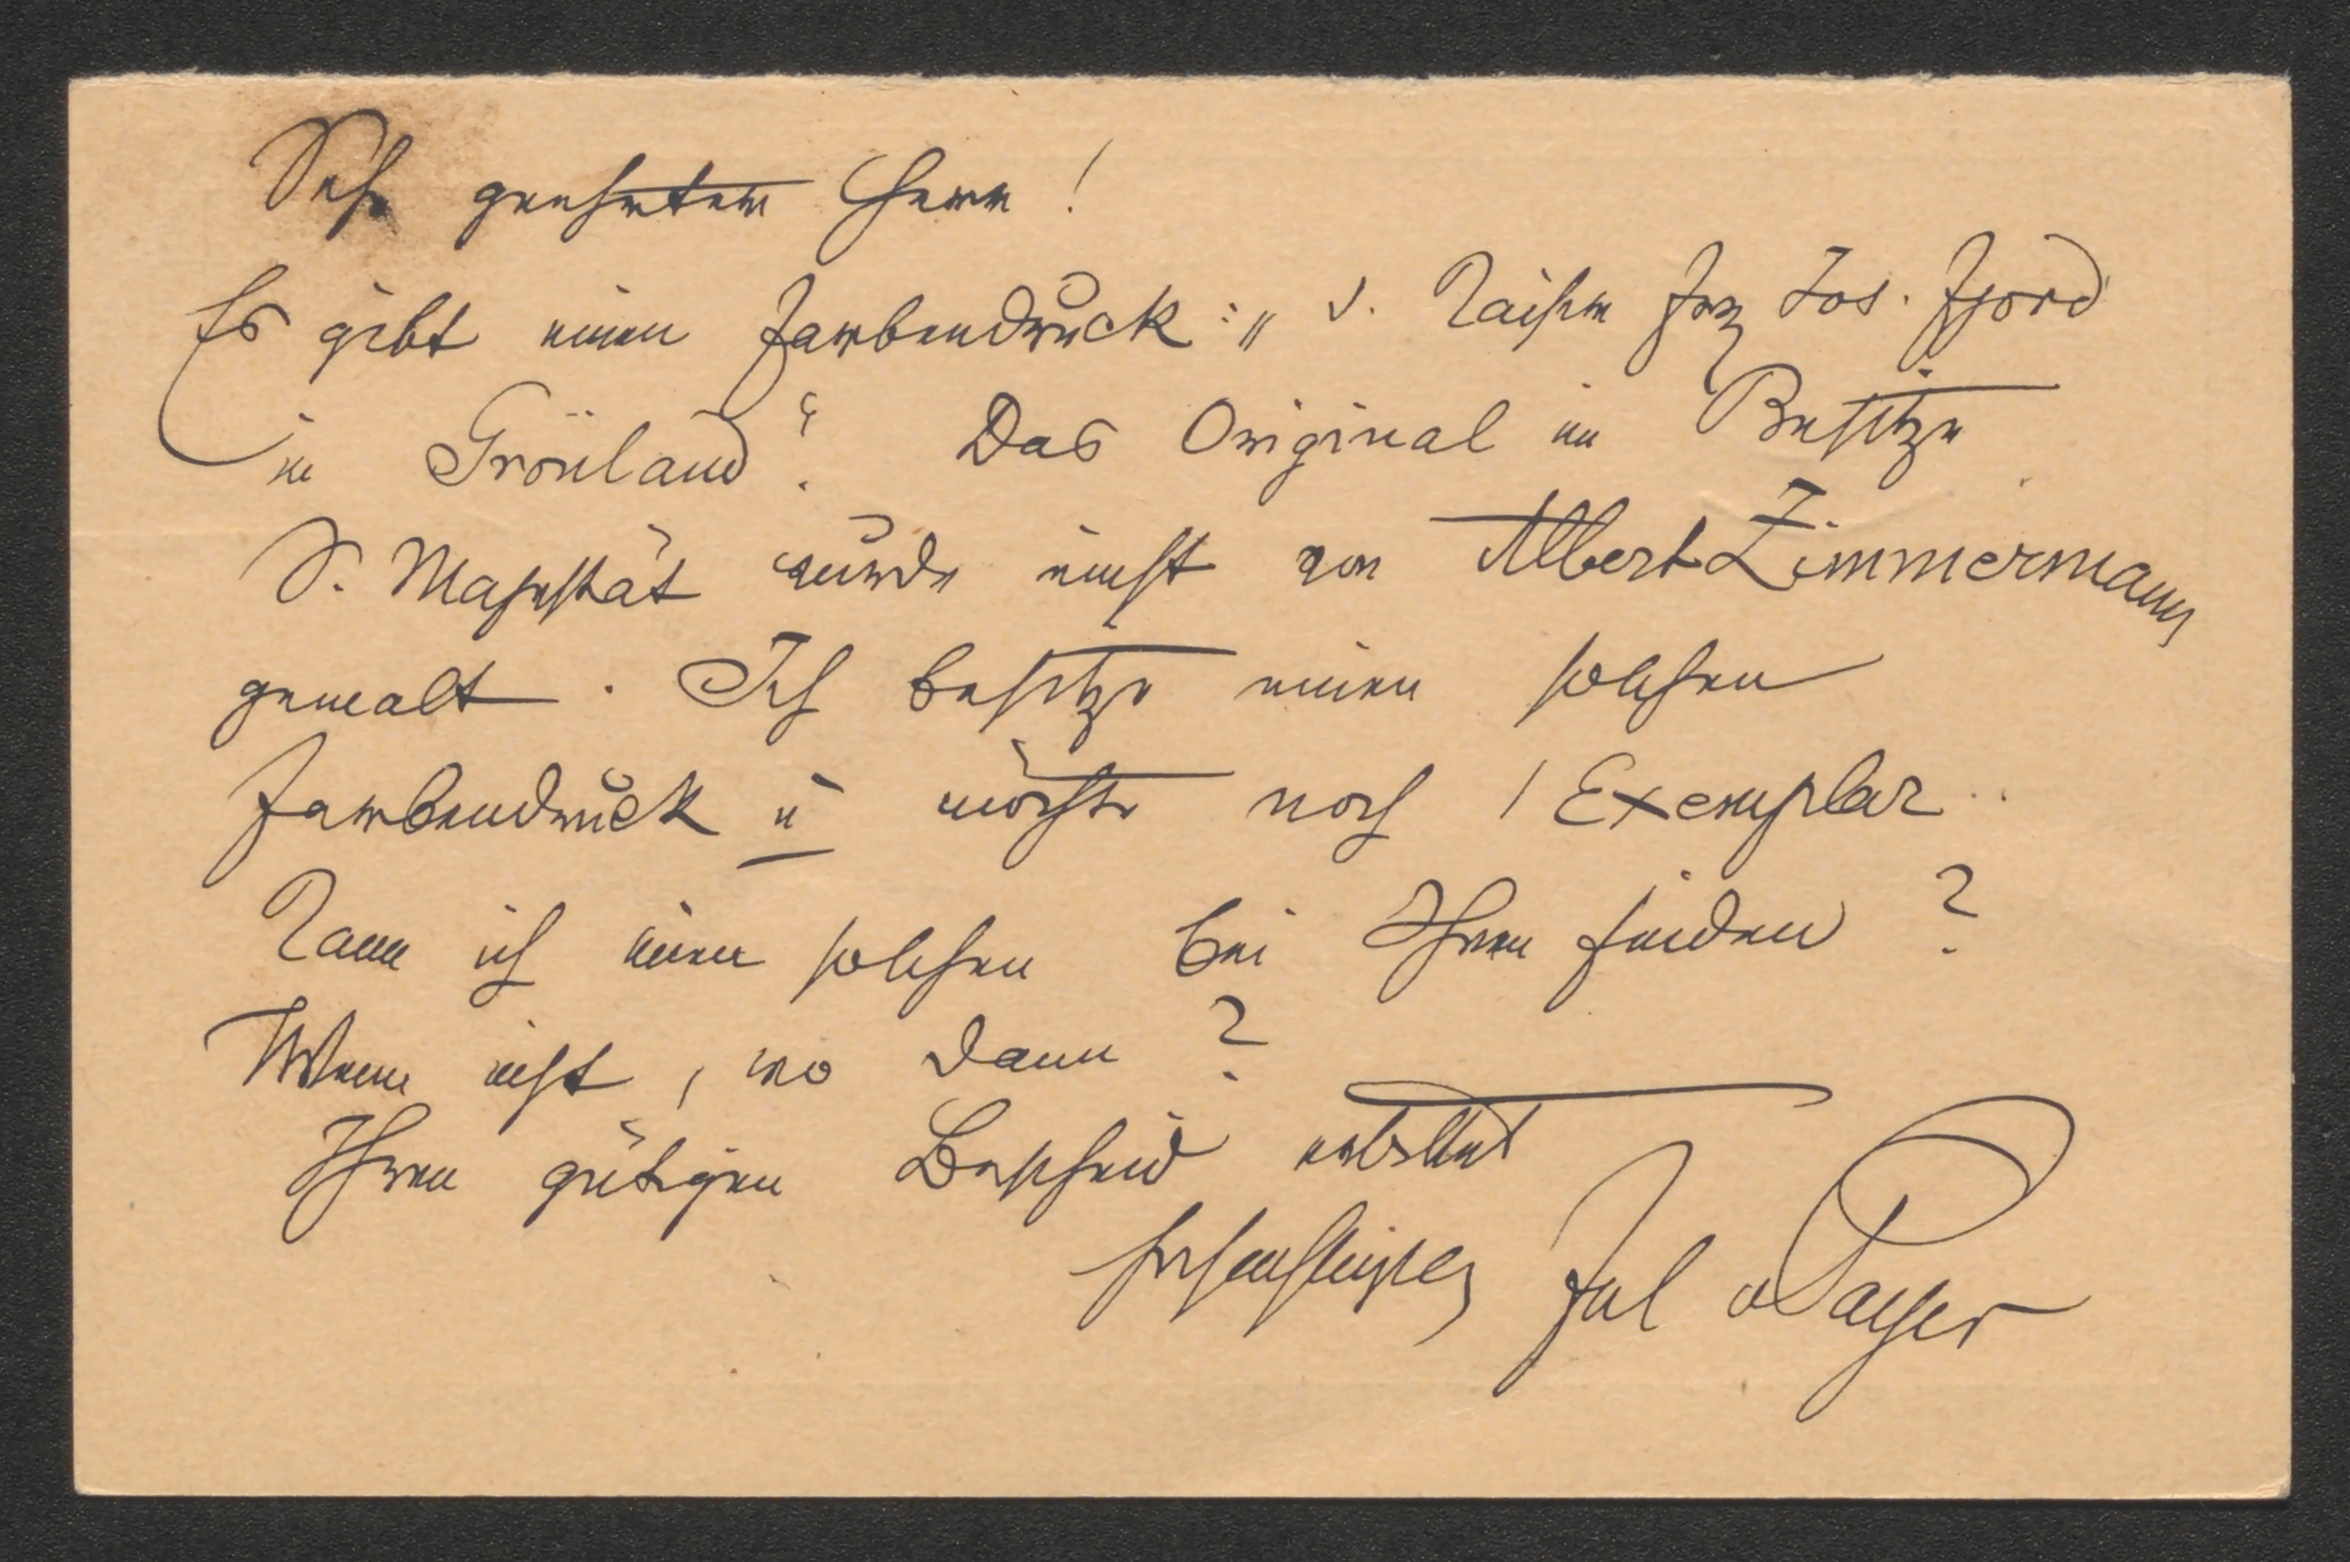 Sehr geehrter Herr!
Es gibt einen Farbendruck: „ d. Kaiser Frz Jos. Fjord
in Grönland“. Das Original im Besitze
S. Majestät wurde einst von Albert Zimmermann
gemalt. Ich besitze einen solchen
Farbendruck u möchte noch 1 Exemplar.
Kann ich einen solchen bei Ihnen finden?
Wenn nicht, wo dann?
Ihren gütigen Bescheid erbittet
hochachtungsvoll Jul v Payer